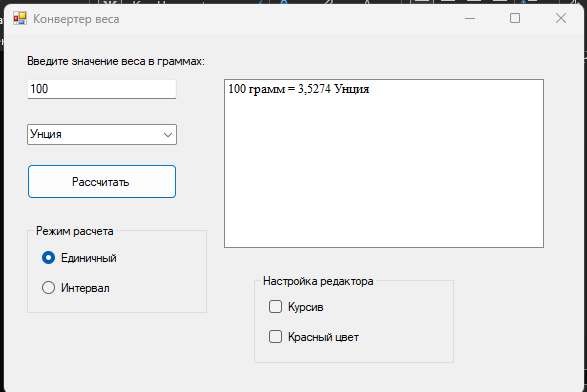 Конвертер веса
Введите значение веса в граммах:
100
Унция
Рассчитать
100 грамм = 3,5274 Унция
Режим расчета
Единичный
Интервал
Настройка редактора
Курсив
Красный цвет